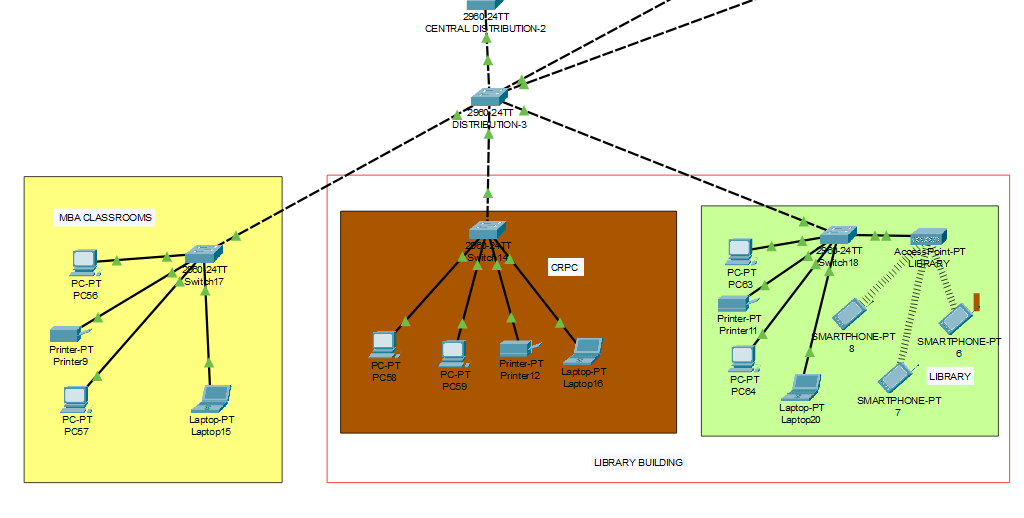 2960-24TT
CENTRAL DISTRIBUTION-2
2960-24TT
DISTRIBUTION-3
MBA CLASSROOMS
2960-24TT
Switch17
PC-PT
PC56
Printer-PT
Printer9
PC-PT
PC57
Laptop-PT
Laptop15
2960-24TT
Switch14
CRPC
PC-PT
PC58
PC-PT
PC59
Printer-PT
Printer12
Laptop-PT
Laptop16
2960-24TT
Switch18
AccessPoint-PT
LIBRARY
PC-PT
PC63
Printer-PT
Printer11
PC-PT
PC64
Laptop-PT
Laptop20
SMARTPHONE-PT
8
SMARTPHONE-PT
6
SMARTPHONE-PT
7
LIBRARY
LIBRARY BUILDING